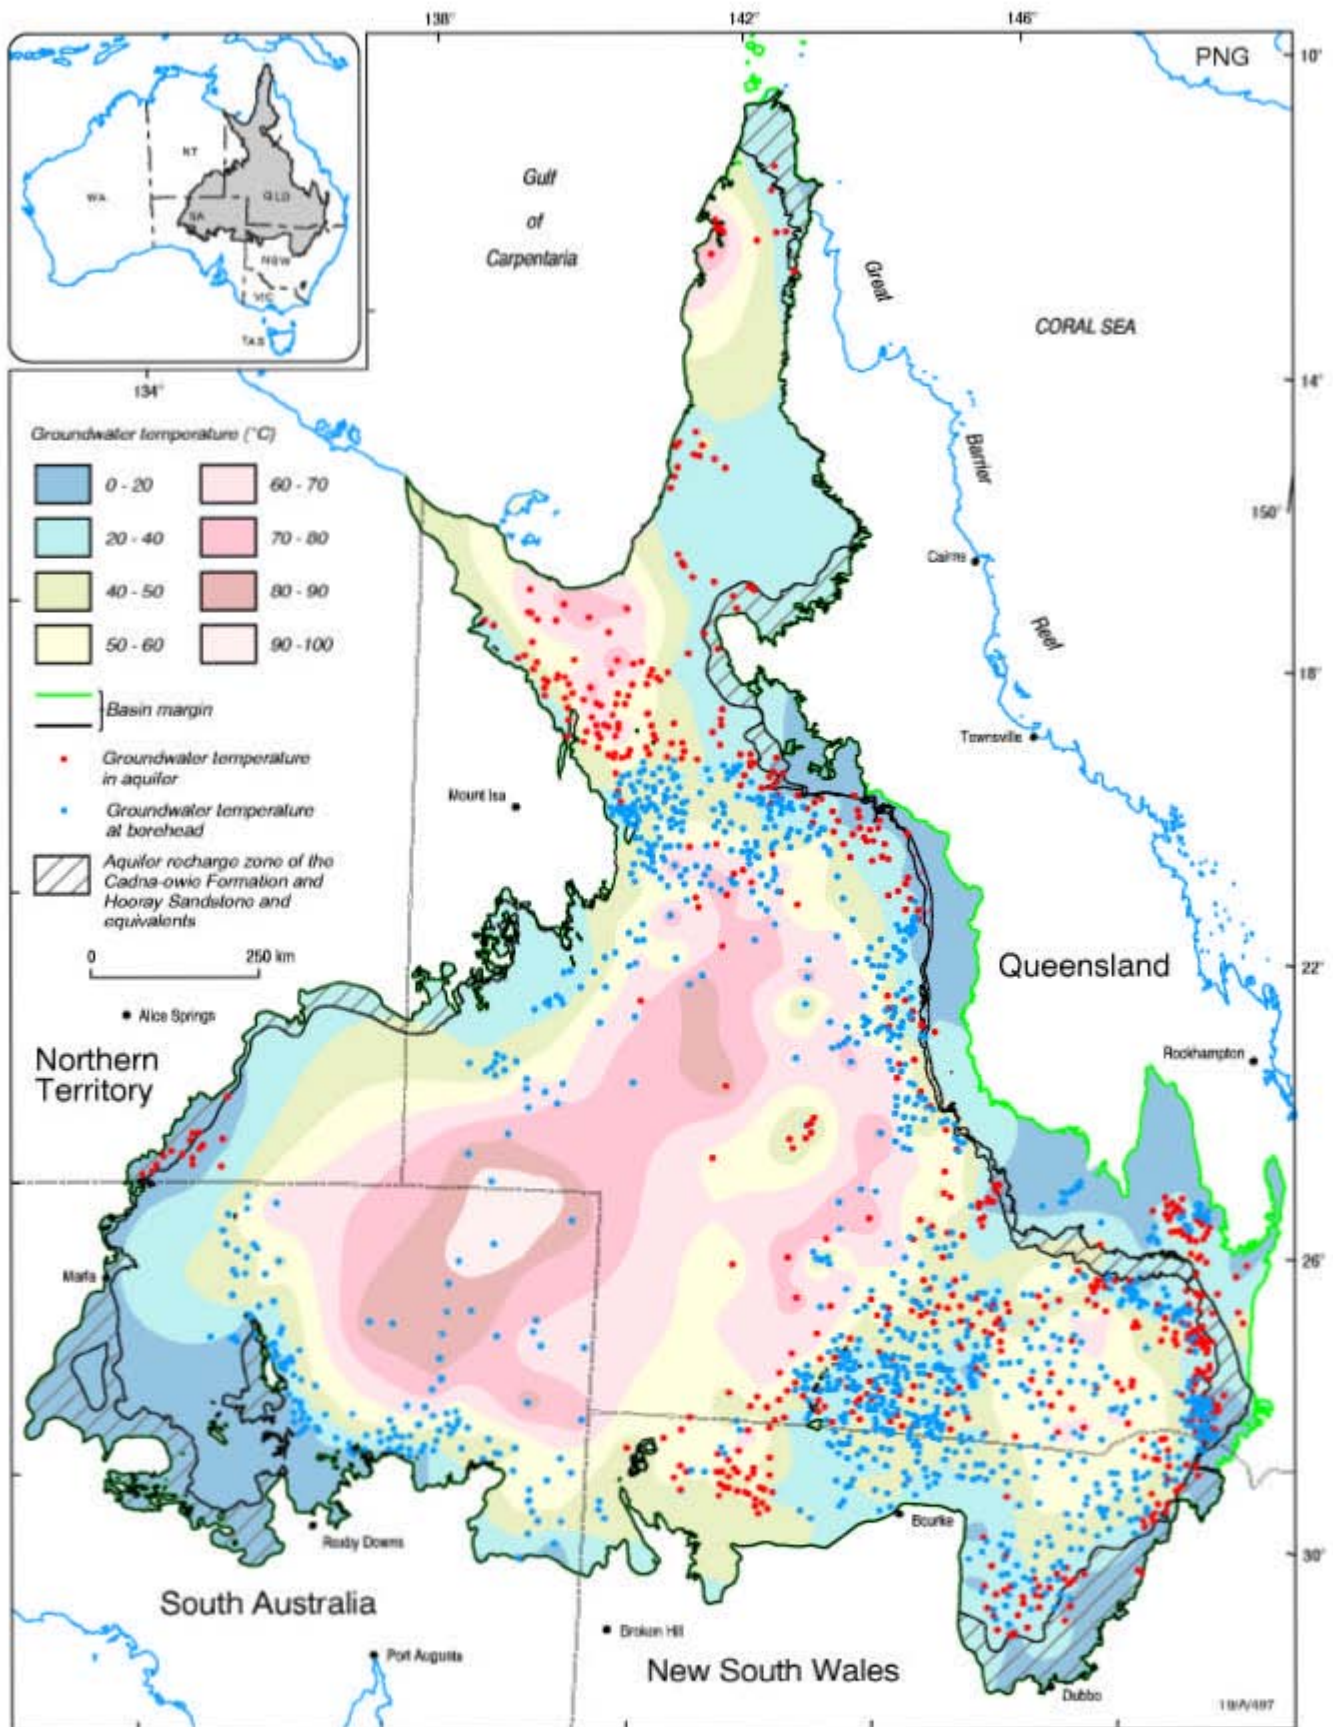 138°
142°
146°
PNG
10°
NT
WA
QLD
SA
NSW
VIC
TAS
Gulf
of
Carpentaria
Great
CORAL SEA
134°
14°
Groundwater temperature (°C)
0 - 20
60 - 70
20 - 40
70 - 80
40 - 50
80 - 90
50 - 60
90 -100
Barrier
150°
Cairns
Reef
Basin margin
18°
Groundwater temperature
in aquifer
Townsville
Groundwater temperature
at borehead
Mount Isa
Aquifer recharge zone of the
Cadna-owie Formation and
Hooray Sandstone and
equivalents
0
250 km
Queensland
22°
Alice Springs
Northern
Territory
Rockhampton
Marla
26°
Bourke
Roxby Downs
30°
South Australia
Broken Hill
Port Augusta
New South Wales
Dubbo
19/A/497